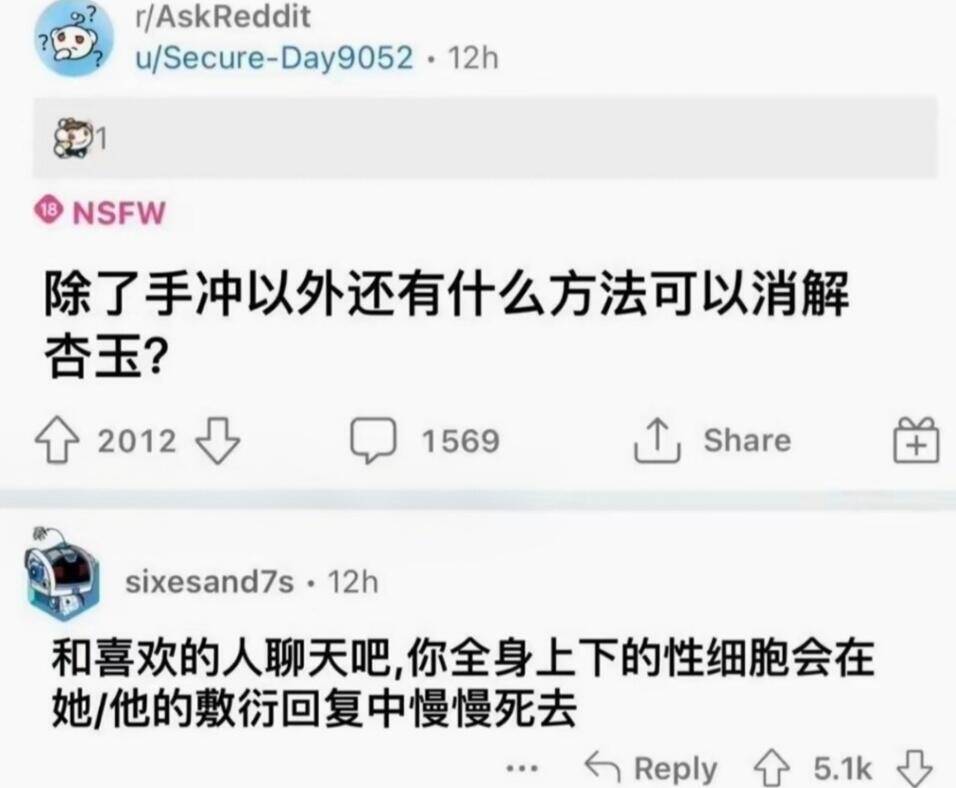 r/AskReddit
u/Secure-Day9052 · 12h
1
18 NSFW
除了手冲以外还有什么方法可以消解
杏玉?
2012 1569 Share
sixesand7s · 12h
和喜欢的人聊天吧,你全身上下的性细胞会在
她/他的敷衍回复中慢慢死去
... Reply 5.1k